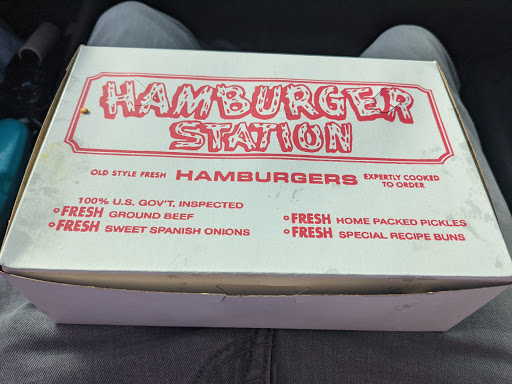 HAMBURGER
STATION
OLD STYLE FRESH HAMBURGERS EXPERTLY COOKED
TO ORDER
100% U.S. GOV'T. INSPECTED
FRESH GROUND BEEF
FRESH SWEET SPANISH ONIONS
FRESH HOME PACKED PICKLES
FRESH SPECIAL RECIPE BUNS